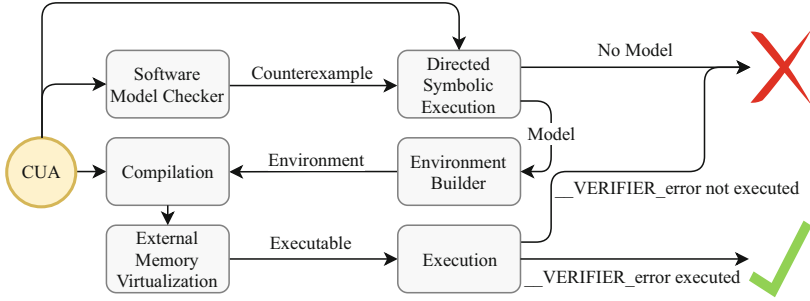 Software
Model Checker
Counterexample
Directed
Symbolic
Execution
No Model
Model
CUA
Compilation
Environment
Environment
Builder
__VERIFIER_error not executed
External
Memory
Virtualization
Executable
Execution
__VERIFIER_error executed